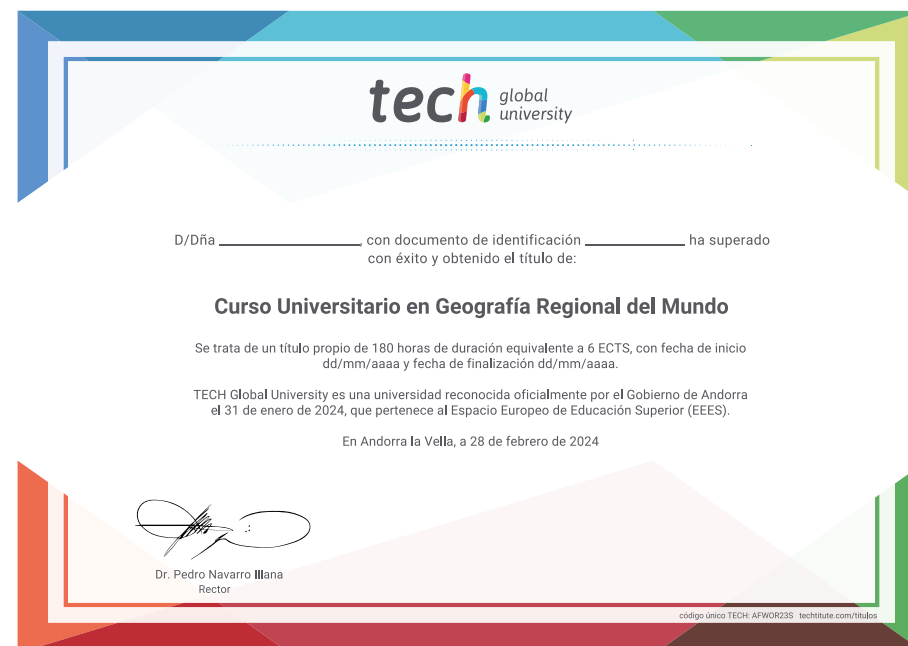 tech global
university
D/Dña ____________________, con documento de identificación ______________ ha superado
con éxito y obtenido el título de:
Curso Universitario en Geografía Regional del Mundo
Se trata de un título propio de 180 horas de duración equivalente a 6 ECTS, con fecha de inicio
dd/mm/aaaa y fecha de finalización dd/mm/aaaa.
TECH Global University es una universidad reconocida oficialmente por el Gobierno de Andorra
el 31 de enero de 2024, que pertenece al Espacio Europeo de Educación Superior (EEES).
En Andorra la Vella, a 28 de febrero de 2024
Dr. Pedro Navarro Illana
Rector
código único TECH: AFWOR23S techtitute.com/titulos